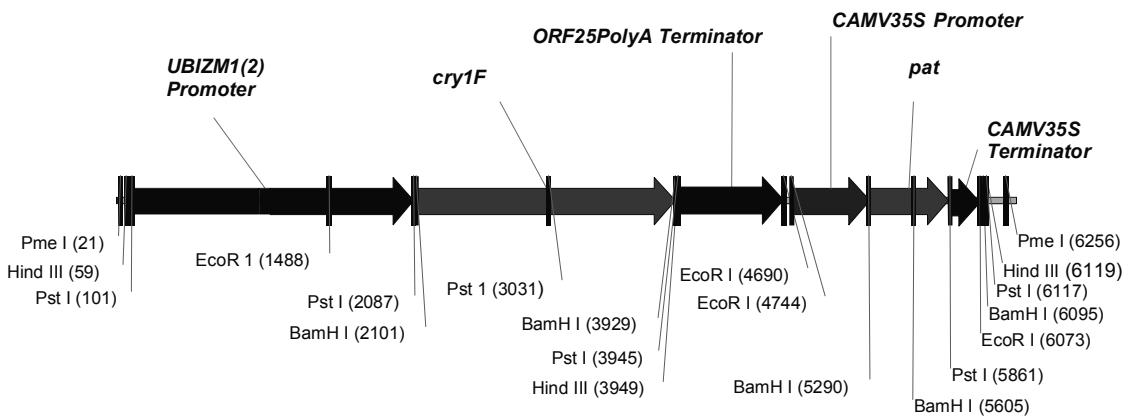 UBIZM1(2)
Promoter
cry1F
ORF25PolyA Terminator
CAMV35S Promoter
pat
CAMV35S
Terminator
Pme I (21)
Hind III (59)
Pst I (101)
EcoR 1 (1488)
Pst I (2087)
BamH I (2101)
Pst 1 (3031)
BamH I (3929)
Pst I (3945)
Hind III (3949)
EcoR I (4690)
EcoR I (4744)
BamH I (5290)
Pme I (6256)
Hind III (6119)
Pst I (6117)
BamH I (6095)
EcoR I (6073)
Pst I (5861)
BamH I (5605)